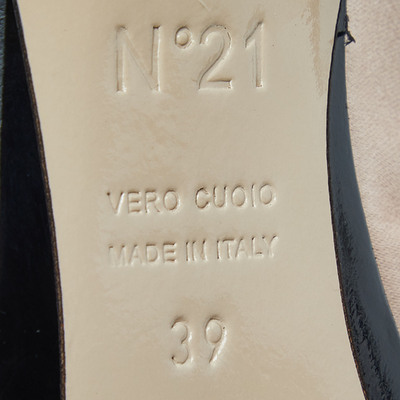 N°21
VERO CUOIO
MADE IN ITALY
39